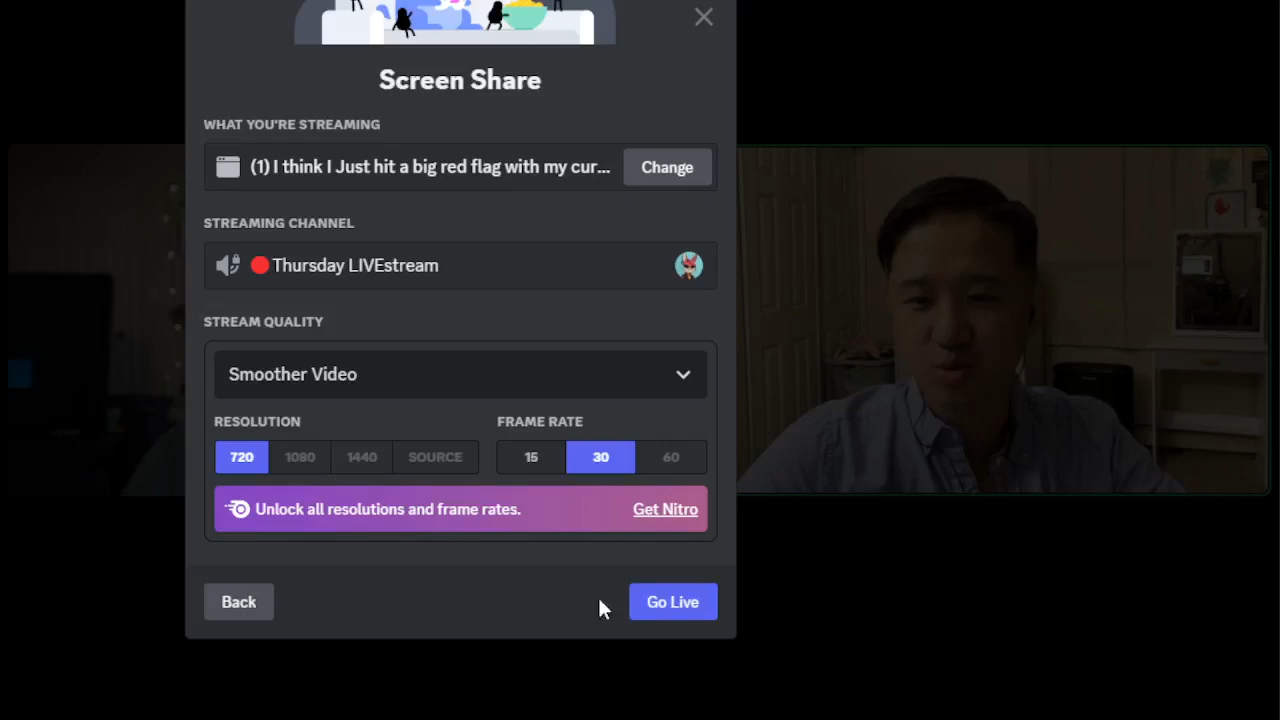 Screen Share
WHAT YOU'RE STREAMING
(1) I think I Just hit a big red flag with my cur...
Change
STREAMING CHANNEL
Thursday LIVEstream
STREAM QUALITY
Smoother Video
RESOLUTION
FRAME RATE
720 1080 1440 SOURCE
15 30 60
Unlock all resolutions and frame rates.
Get Nitro
Back
Go Live